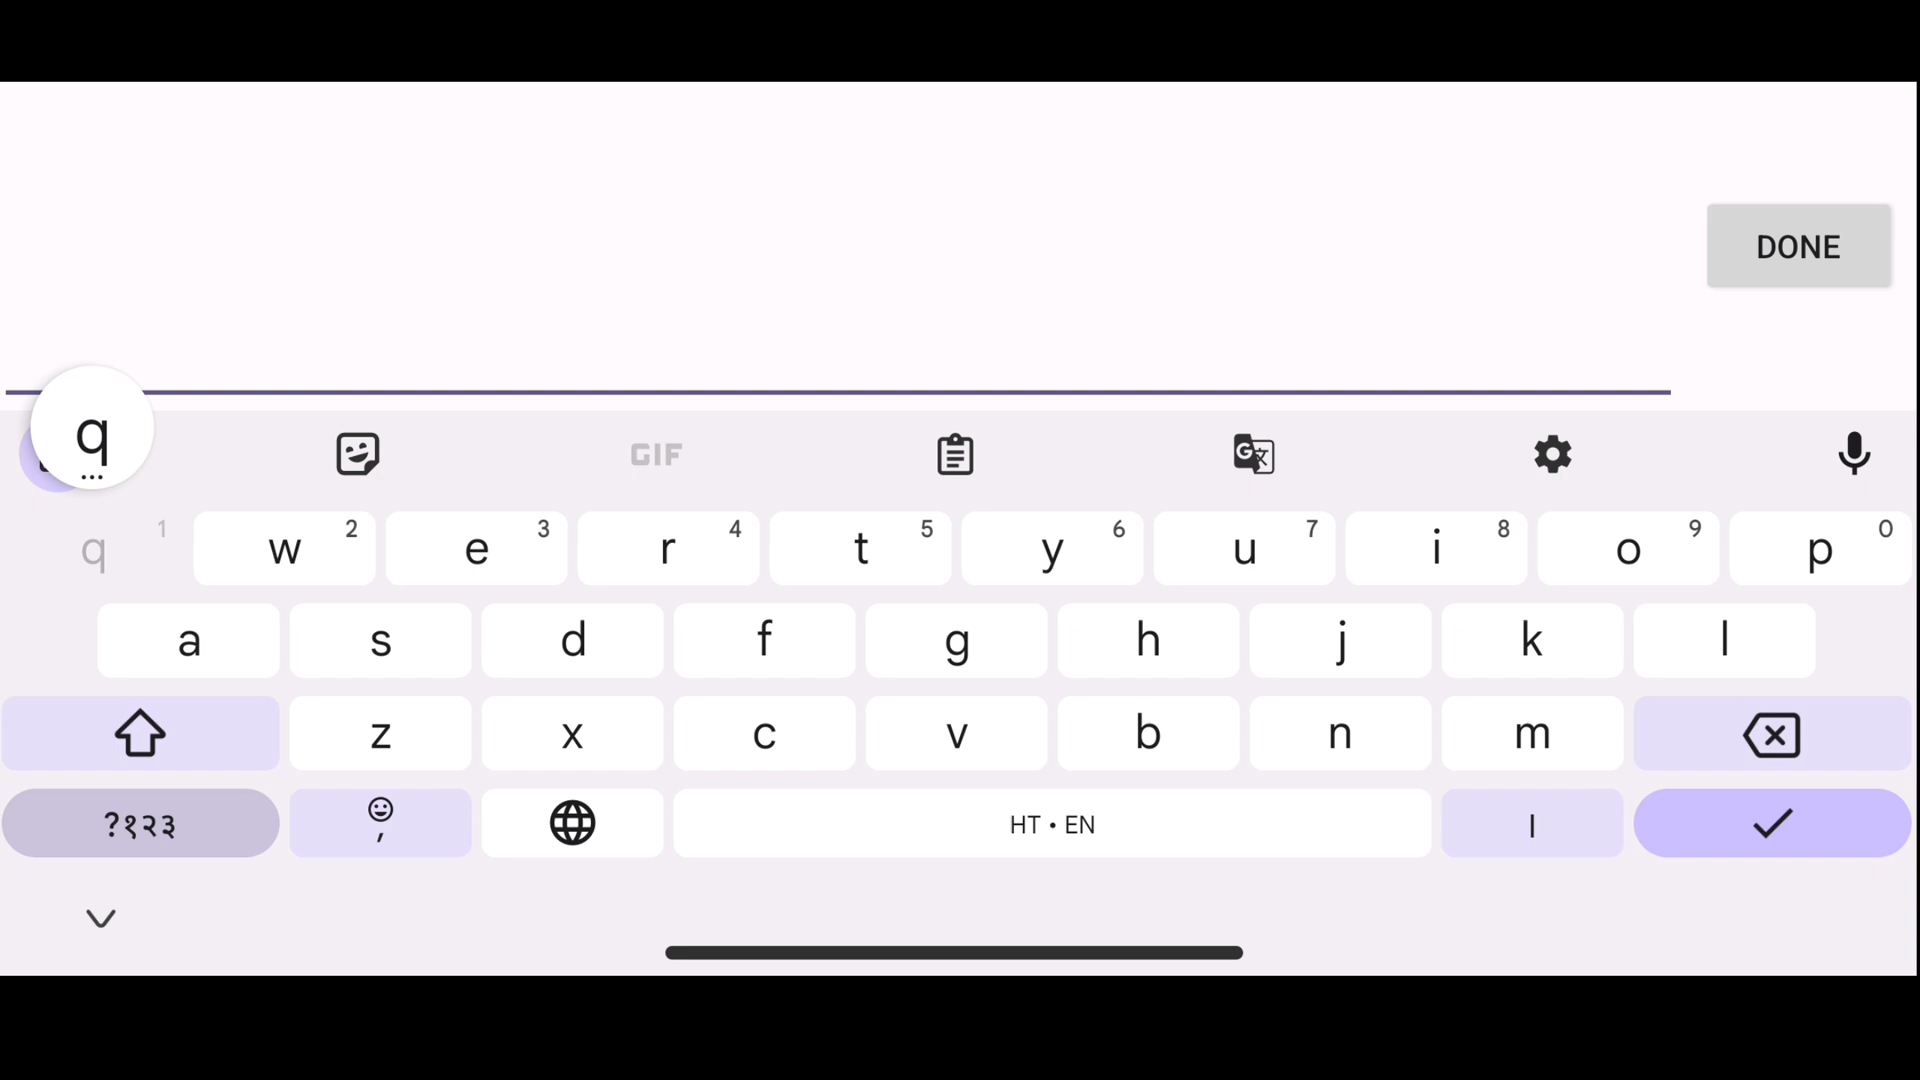 DONE
q
GIF
q 1 w 2 e 3 r 4 t 5 y 6 u 7 i 8 o 9 p 0
a s d f g h j k l
z x c v b n m
?१२३ , HT • EN ।